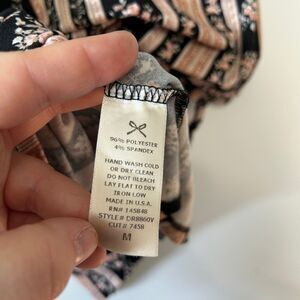 96% POLYESTER
4% SPANDEX
HAND WASH COLD
OR DRY CLEAN
DO NOT BLEACH
LAY FLAT TO DRY
IRON LOW
MADE IN U.S.A.
RN# 145848
STYLE# DR8860V
CUT# 7458
M